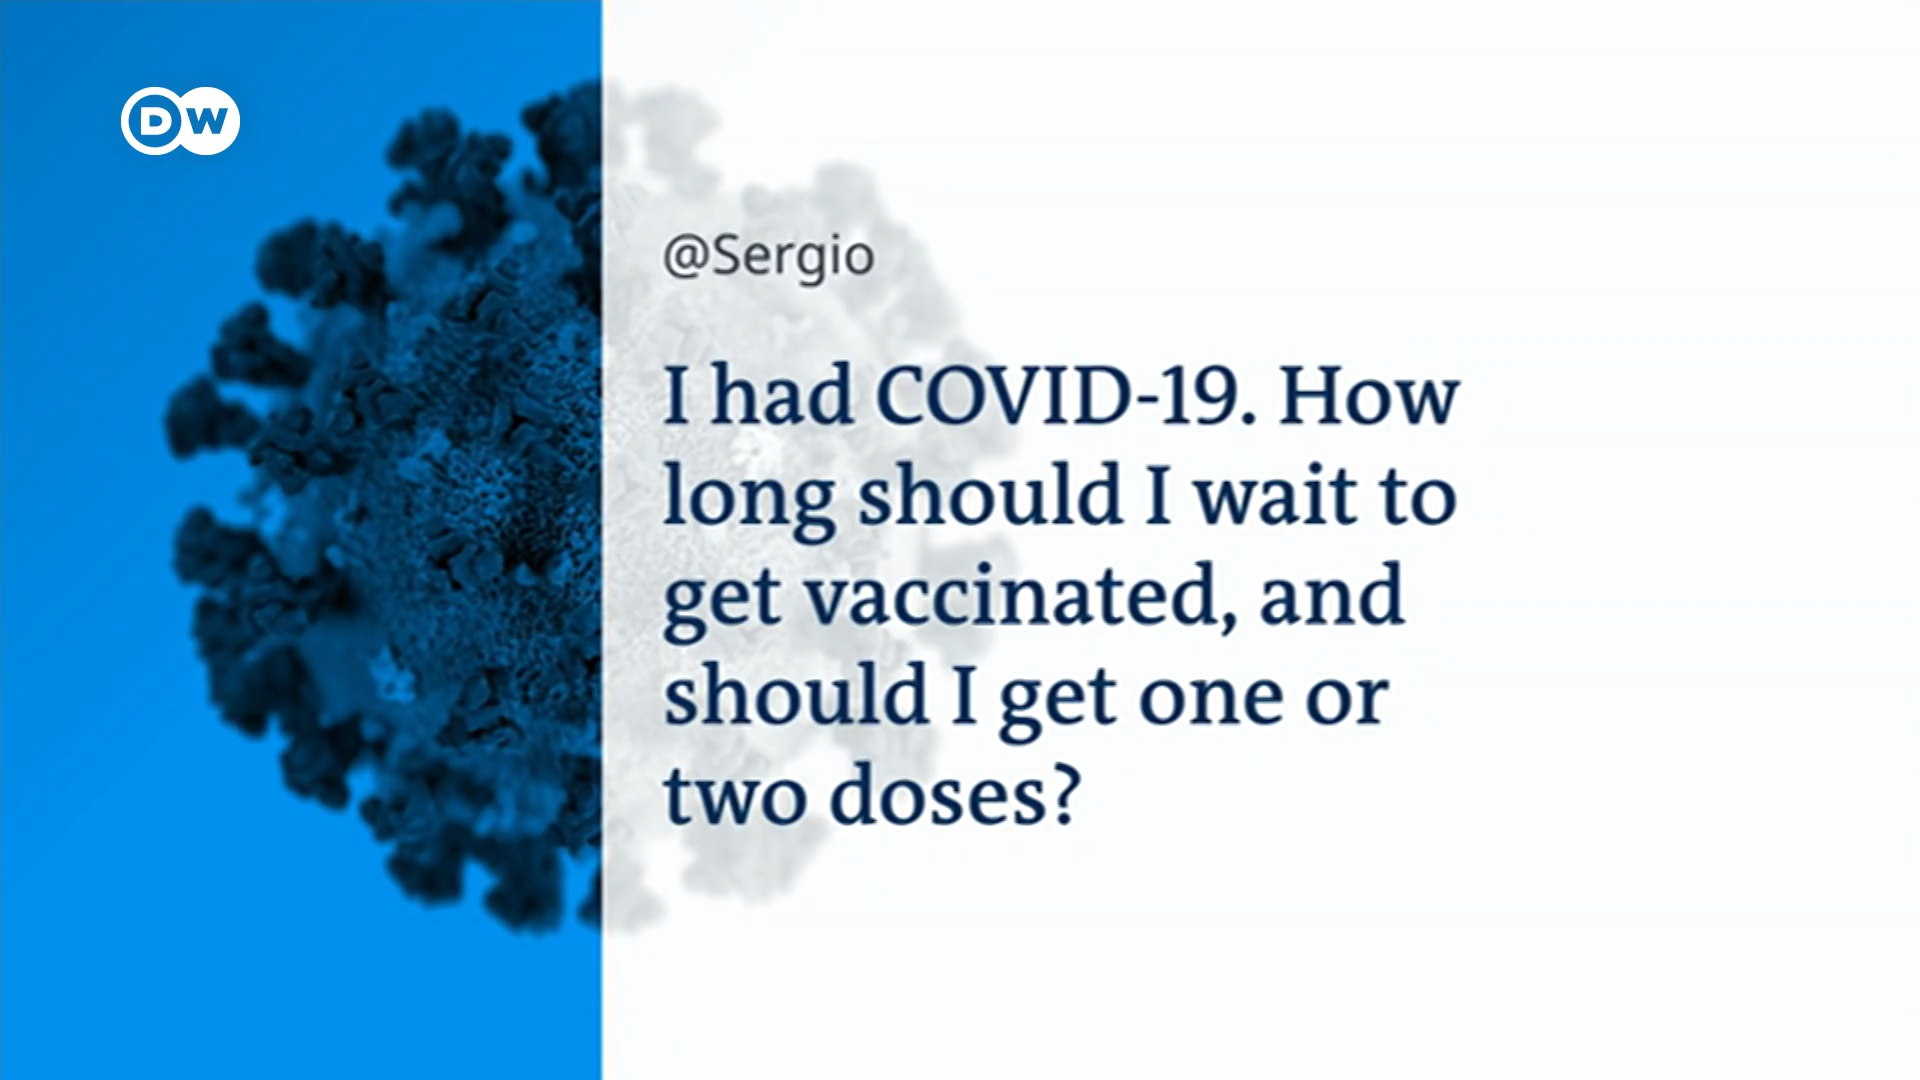 DW
@Sergio
I had COVID-19. How
long should I wait to
get vaccinated, and
should I get one or
two doses?